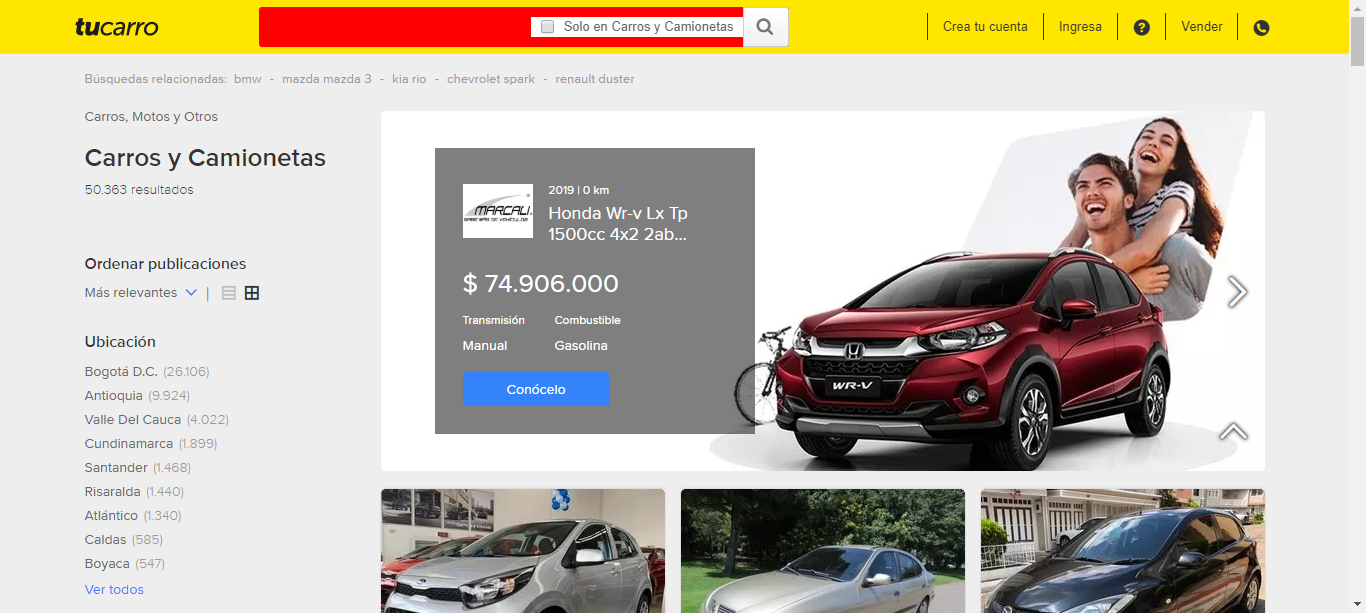 tucarro
Solo en Carros y Camionetas
Crea tu cuenta
Ingresa
?
Vender
Búsquedas relacionadas: bmw - mazda mazda 3 - kia rio - chevrolet spark - renault duster
Carros, Motos y Otros
Carros y Camionetas
50.363 resultados
Ordenar publicaciones
Más relevantes |
Ubicación
Bogotá D.C. (26.106)
Antioquia (9.924)
Valle Del Cauca (4.022)
Cundinamarca (1.899)
Santander (1.468)
Risaralda (1.440)
Atlántico (1.340)
Caldas (585)
Boyaca (547)
Ver todos
MARCALI
SABE MÁS DE VEHÍCULOS
2019 | 0 km
Honda Wr-v Lx Tp
1500cc 4x2 2ab...
$ 74.906.000
Transmisión Combustible
Manual Gasolina
Conócelo
WR-V